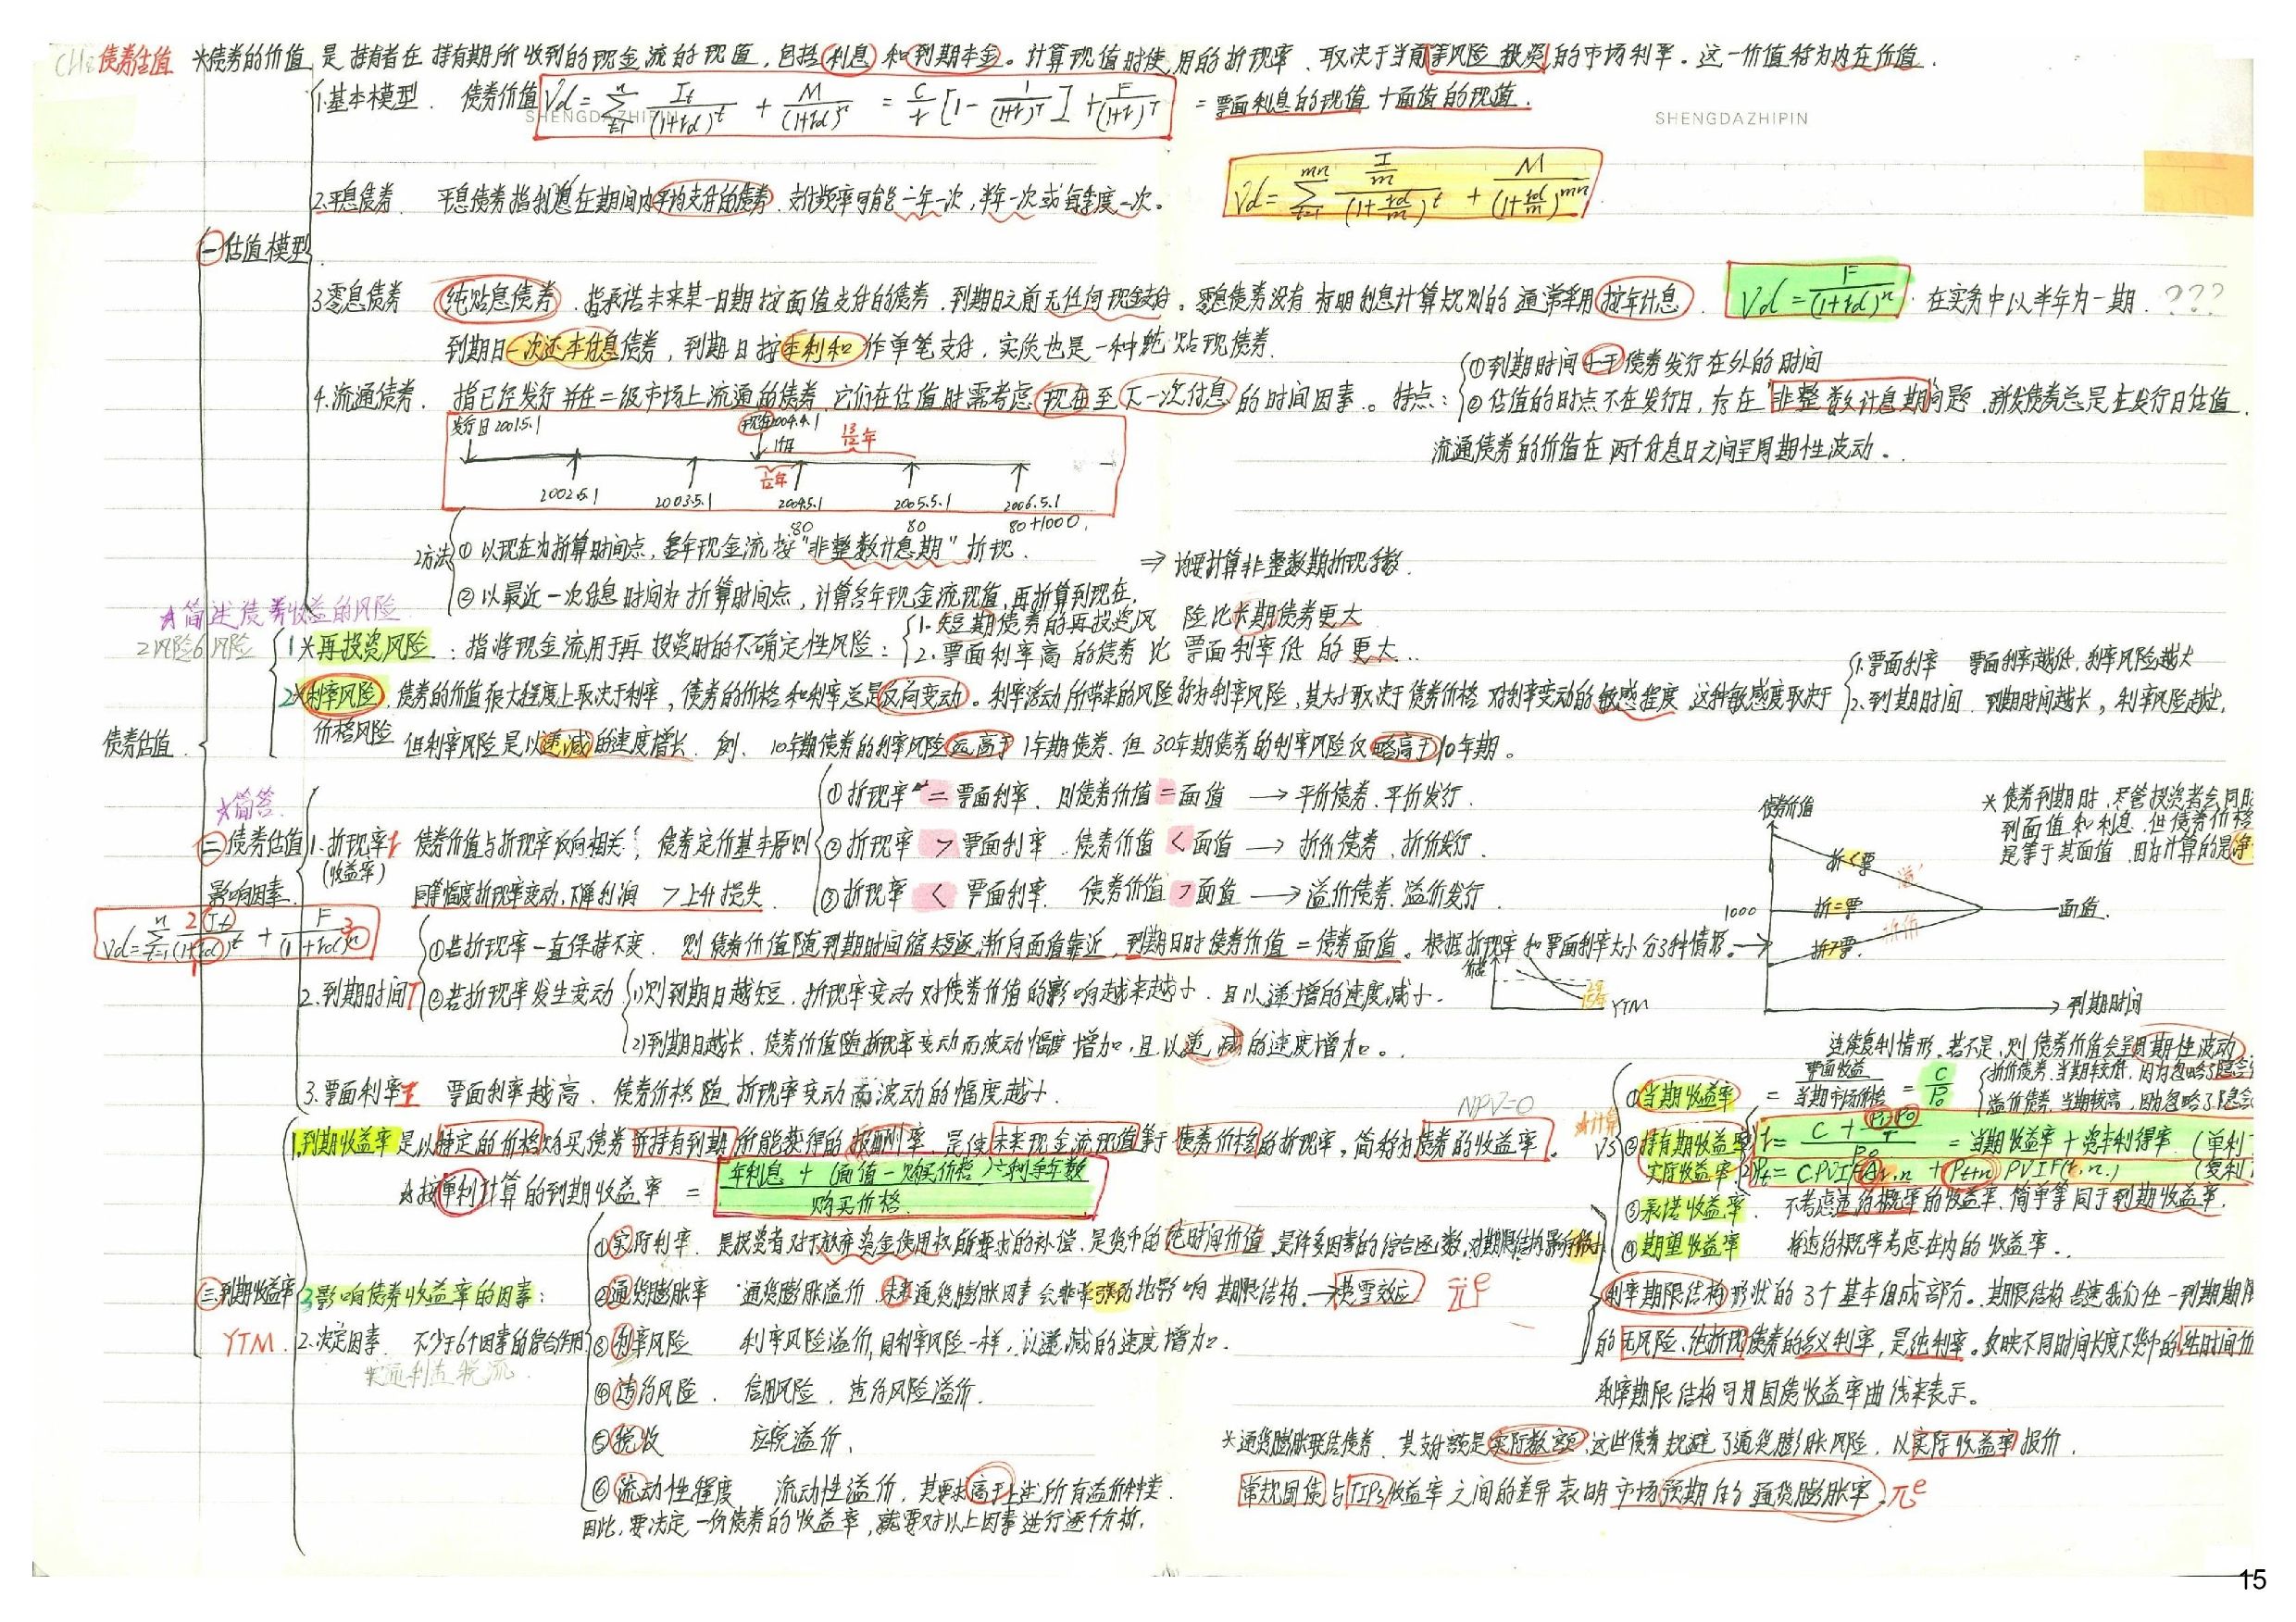 CH8 债券估值 *债券的价值 是持有者在持有期所收到的现金流的现值，包括利息和到期本金。计算现值时使用的折现率，取决于当前等风险投资的市场利率。这一价值称为内在价值．
1.基本模型． 债券价值 Vd = \sum_{t=1}^{n} \frac{It}{(1+rd)^t} + \frac{M}{(1+rd)^n} = \frac{C}{r}[1-\frac{1}{(1+r)^T}] + \frac{F}{(1+r)^T} = 票面利息的现值 + 面值的现值．
SHENGDAZHIPIN
SHENGDAZHIPIN
2.平息债券． 平息债券指利息在期间内平均支付的债券．支付频率可能一年一次，半年一次或每季度一次。
Vd = \sum_{t=1}^{mn} \frac{\frac{I}{m}}{(1+\frac{rd}{m})^t} + \frac{M}{(1+\frac{rd}{m})^{mn}}
一 估值模型
3零息债券 纯贴息债券．指承诺未来某一日期按面值支付的债券．到期日之前无任何现金支付。零息债券没有标明利息计算规则的通常采用按年计息．
Vd = \frac{F}{(1+rd)^n}． 在实务中以半年为一期．???
到期日一次还本付息债券，到期日按本利和作单笔支付，实质也是一种纯贴现债券．
4.流通债券． 指已经发行并在二级市场上流通的债券．它们在估值时需考虑现在至下一次付息的时间因素。 特点：
①到期时间小于债券发行在外的时间
②估值的时点不在发行日，存在"非整数计息期"问题．新发债券总是在发行日估值．
流通债券的价值在两个付息日之间呈周期性波动。
发行日2001.5.1
现在2004.4.1
价格
13/12年
1/12年
2002.5.1 2003.5.1 2004.5.1 2005.5.1 2006.5.1
80 80 80+1000．
2方法
①以现在为折算时间点，各年现金流按"非整数计息期"折现．
②以最近一次付息时间为折算时间点，计算各年现金流现值，再折算到现在．
⇒ 均要计算非整数期折现系数．
☆简述债券收益的风险
2风险6风险
1*再投资风险：指将现金流用于再投资时的不确定性风险：
1.短期债券的再投资风险比长期债券更大
2.票面利率高的债券比票面利率低的更大．．
2*利率风险．债券的价值很大程度上取决于利率，债券的价格和利率总是反向变动。利率浮动所带来的风险称为利率风险，其大小取决于债券价格对利率变动的敏感程度．这种敏感度取决于
1.票面利率 票面利率越低，利率风险越大
2.到期日时间． 到期时间越长，利率风险越大．
价格风险 但利率风险是以递减的速度增长． 例． 10年期债券的利率风险远高于1年期债券．但30年期债券的利率风险仅略高于10年期。
债券估值
☆简答．
二 债券估值影响因素．
1.折现率r (收益率) 债券价值与折现率反向相关； 债券定价基本原则
①折现率 = 票面利率．则债券价值=面值 → 平价债券．平价发行．
②折现率 > 票面利率．债券价值<面值 → 折价债券．折价发行．
③折现率 < 票面利率．债券价值>面值 → 溢价债券．溢价发行．
同等幅度折现率变动，下降利润 > 上升损失．
Vd = \sum_{t=1}^{n} \frac{It}{(1+rd)^t} + \frac{F}{(1+rd)^n}
1 2 3
2.到期时间T
①若折现率一直保持不变． 则债券价值随到期时间缩短逐渐向面值靠近．到期日时债券价值=债券面值。根据折现率和票面利率大小分3种情形。→
②若折现率发生变动
(1)则到期日越短．折现率变动对债券价值的影响越来越小．且以递增的速度减小．
(2)到期日越长．债券价值随折现率变动而波动幅度增加，且以递减的速度增加。
价格
YTM
债券价值
折<票
溢价
1000
折=票
面值．
折价
折>票．
到期时间
*债券到期时，尽管投资者会同时
到面值和利息．但债券价格
是等于其面值．因为计算的是净
连续复利情形．若不是．则债券价值会呈周期性波动
3.票面利率I 票面利率越高．债券价格随折现率变动而波动的幅度越小．
三 到期收益率 YTM．
1.到期收益率是以特定的价格购买债券并持有到期所能获得的报酬率．是使未来现金流现值等于债券价格的折现率，简称为债券的收益率．
NPV=0
☆按单利计算的到期收益率 = \frac{年利息+(面值-购买价格)÷剩余年数}{购买价格}
☆计算 VS
①当期收益率 = \frac{票面收益}{当期市场价格} = \frac{C}{P_0}
折价债券．当期较低，因为忽略了隐含
溢价债券．当期较高，因为忽略了隐含
②持有期收益率 r = \frac{C+\frac{P_1-P_0}{T}}{P_0} = 当期收益率+资本利得率 (单利
实际收益率． 2Pt = C PVIFAr,n + Pt+n PVIF(r,n) (复利
③承诺收益率． 不考虑违约概率的收益率．简单等同于到期收益率．
④期望收益率 将违约概率考虑在内的收益率．．
3影响债券收益率的因素：
2.决定因素． 不少于6个因素的综合作用
实通利违税流．
①实际利率． 是投资者对于放弃资金使用权所要求的补偿．是货币的纯时间价值．是许多因素的综合函数，对期限结构影响很小
②通货膨胀率 通货膨胀溢价．未来通货膨胀因素会非常强劲地影响期限结构．→费雪效应 πe
③利率风险 利率风险溢价，同利率风险一样，以递减的速度增加．
④违约风险． 信用风险．违约风险溢价．
⑤税收 应税溢价．
⑥流动性程度 流动性溢价．其要求高于上述所有溢价种类．
因此，要决定一份债券的收益率，就要对以上因素进行逐个分析．
利率期限结构形状的3个基本组成部分。期限结构告诉我们任一到期期限
的无风险、纯折现债券的名义利率，是纯利率。反映不同时间长度下货币的纯时间价
利率期限结构可用国债收益率曲线来表示。
*通货膨胀联结债券． 其支付额是实际数额，这些债券规避了通货膨胀风险，以实际收益率报价．
常规国债与TIPs收益率之间的差异表明市场预期的通货膨胀率．πe
15